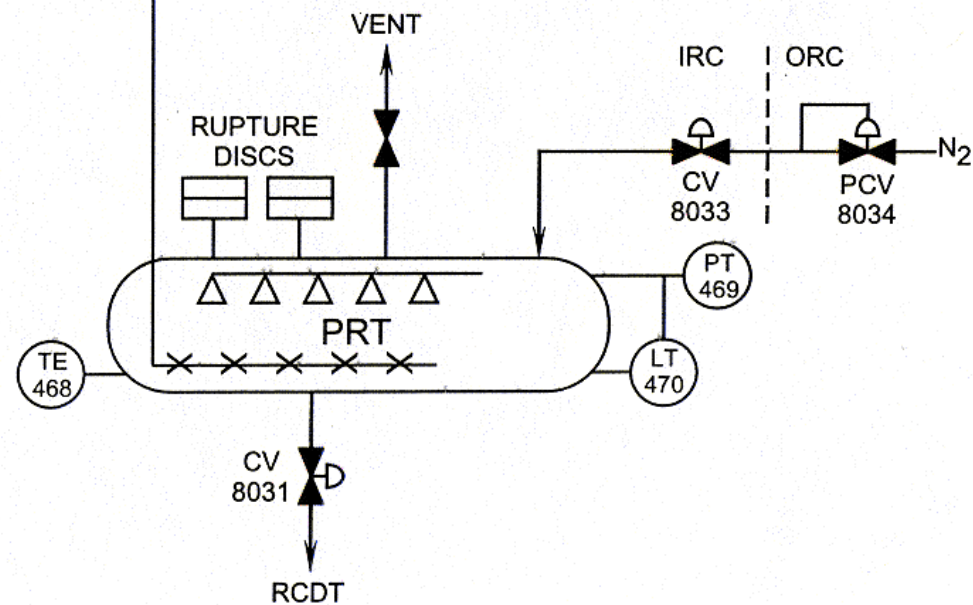 VENT
IRC
ORC
RUPTURE
DISCS
N2
CV
8033
PCV
8034
PT
469
PRT
TE
468
LT
470
CV
8031
RCDT